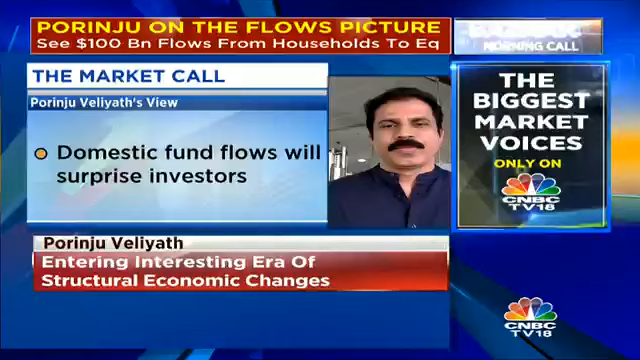 PORINJU ON THE FLOWS PICTURE
See $100 Bn Flows From Households To Eq
MORNING CALL
THE MARKET CALL
Porinju Veliyath's View
Domestic fund flows will
surprise investors
THE
BIGGEST
MARKET
VOICES
ONLY ON
CNBC
TV18
Porinju Veliyath
Entering Interesting Era Of
Structural Economic Changes
CNBC
TV18